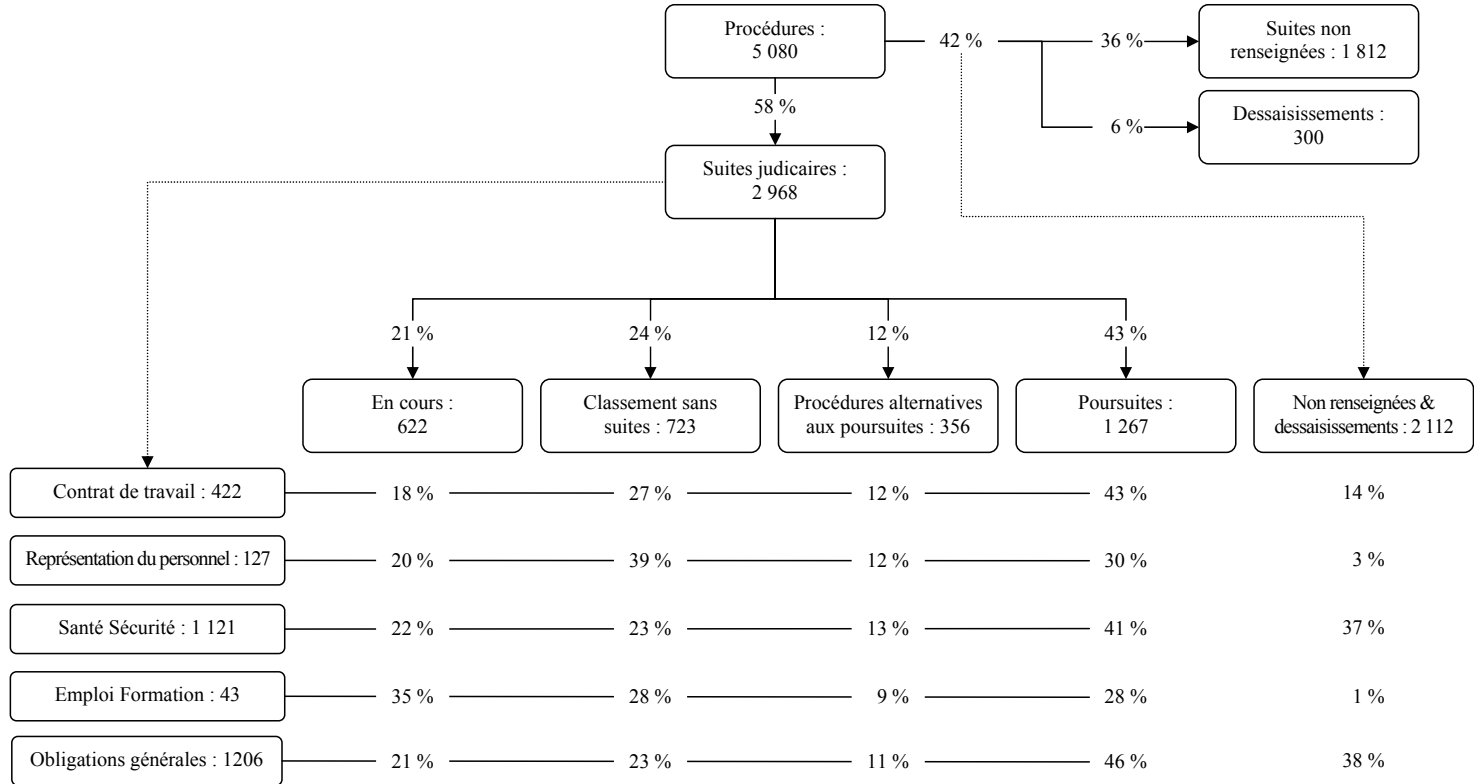 Procédures :
5 080
42 %
36 %
Suites non
renseignées : 1 812
58 %
6 %
Dessaisissements :
300
Suites judicaires :
2 968
21 %
24 %
12 %
43 %
En cours :
622
Classement sans
suites : 723
Procédures alternatives
aux poursuites : 356
Poursuites :
1 267
Non renseignées &
dessaisissements : 2 112
Contrat de travail : 422
18 %
27 %
12 %
43 %
14 %
Représentation du personnel : 127
20 %
39 %
12 %
30 %
3 %
Santé Sécurité : 1 121
22 %
23 %
13 %
41 %
37 %
Emploi Formation : 43
35 %
28 %
9 %
28 %
1 %
Obligations générales : 1206
21 %
23 %
11 %
46 %
38 %